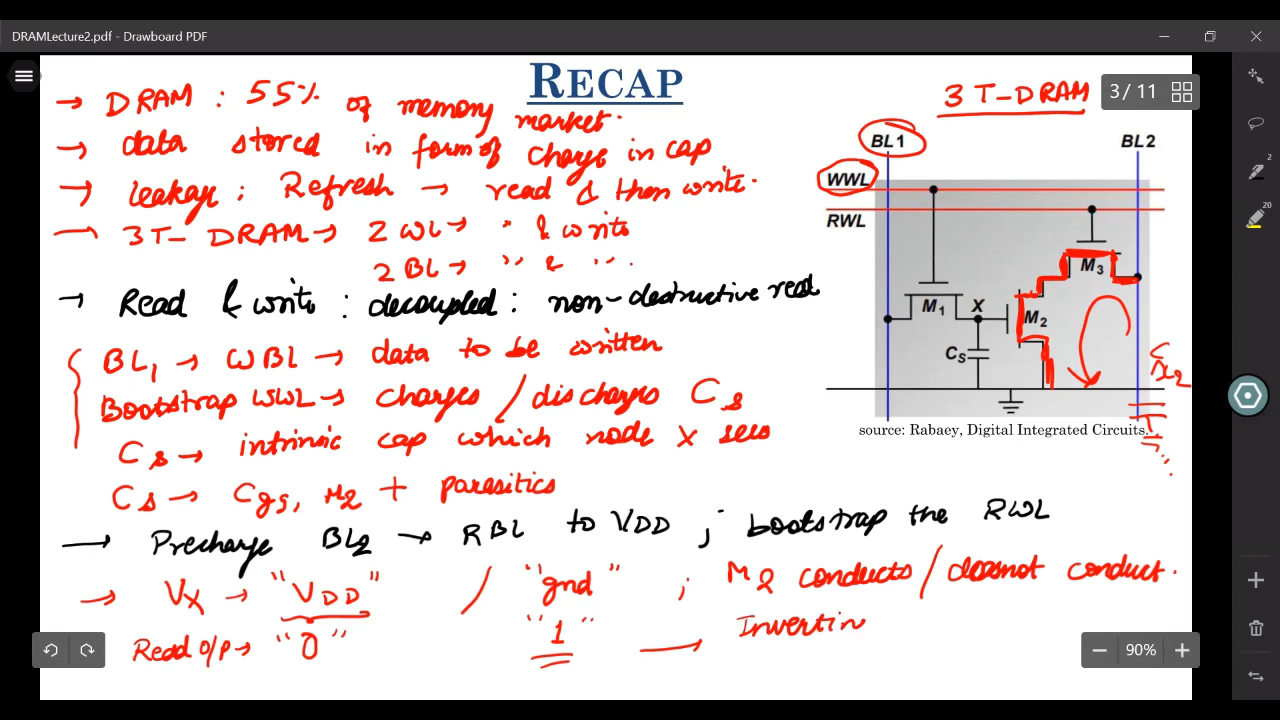 DRAMLecture2.pdf - Drawboard PDF
RECAP
3 T-DRAM
3 / 11
→ DRAM : 55% of memory market.
→ data stored in form of charge in cap
→ leakage ; Refresh → read & then write.
→ 3T- DRAM → 2 WL → " & write
2 BL → " & ".
→ Read & write : decoupled : non-destructive read
BL1 → WBL → data to be written
Bootstrap WWL → charges / discharges Cs
Cs → intrinsic cap which node X sees
Cs → Cgs, M2 + parasitics
→ Precharge BL2 → RBL to VDD ; bootstrap the RWL
→ VX → "VDD" / "gnd" ; M2 conducts / doesnot conduct.
Read o/p → "0" "1" → Invertin
BL1
BL2
WWL
RWL
M1
X
M2
M3
CS
source: Rabaey, Digital Integrated Circuits.
2
20
90%